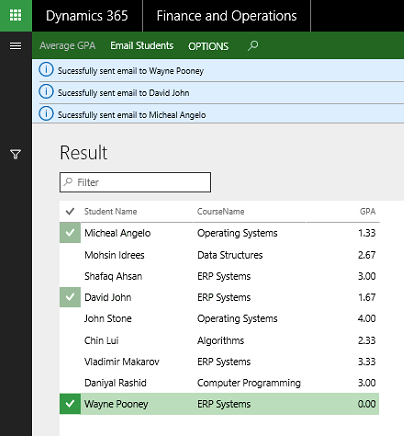 Dynamics 365 Finance and Operations
Average GPA Email Students OPTIONS
Sucessfully sent email to Wayne Pooney
Sucessfully sent email to David John
Sucessfully sent email to Micheal Angelo
Result
Filter
Student Name CourseName GPA
Micheal Angelo Operating Systems 1.33
Mohsin Idrees Data Structures 2.67
Shafaq Ahsan ERP Systems 3.00
David John ERP Systems 1.67
John Stone Operating Systems 4.00
Chin Lui Algorithms 2.33
Vladimir Makarov ERP Systems 3.33
Daniyal Rashid Computer Programming 3.00
Wayne Pooney ERP Systems 0.00